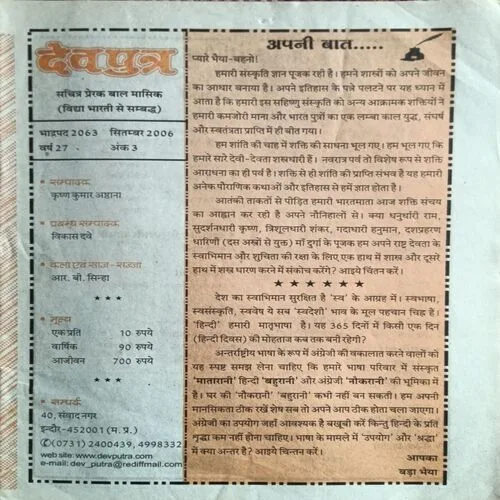 देवपुत्र
सचित्र प्रेरक बाल मासिक
(विद्या भारती से सम्बद्ध)
भाद्रपद 2063 सितम्बर 2006
वर्ष 27 अंक 3
सम्पादक
कृष्ण कुमार अष्ठाना
प्रबन्ध सम्पादक
विकास दवे
कला एवं साज-सज्जा
आर. बी. सिन्हा
* * *
मूल्य
एक प्रति 10 रुपये
वार्षिक 90 रुपये
आजीवन 700 रुपये
* * *
सम्पर्क
40, संवाद नगर
इन्दौर-452001 (म. प्र.)
(0731) 2400439, 4998332
web site: www.devputra.com
e-mail: dev_putra@rediffmail.com
अपनी बात.....
प्यारे भैया-बहनो!
हमारी संस्कृति ज्ञान पूजक रही है। हमने शास्त्रों को अपने जीवन
का आधार बनाया है। अपने इतिहास के पन्ने पलटने पर यह ध्यान में
आता है कि हमारी इस सहिष्णु संस्कृति को अन्य आक्रामक शक्तियों ने
हमारी कमजोरी माना और भारत पुत्रों का एक लम्बा काल युद्ध, संघर्ष
और स्वतंत्रता प्राप्ति में ही बीत गया।
हम शांति की चाह में शक्ति की साधना भूल गए। हम भूल गए कि
हमारे सारे देवी-देवता शस्त्रधारी हैं। नवरात्र पर्व तो विशेष रूप से शक्ति
आराधना का ही पर्व है। शक्ति से ही शांति की प्राप्ति संभव है यह हमारी
अनेक पौराणिक कथाओं और इतिहास से हमें ज्ञात होता है।
आतंकी ताकतों से पीड़ित हमारी भारतमाता आज शक्ति संचय
का आह्वान कर रही है अपने नौनिहालों से। क्या धनुर्धारी राम,
सुदर्शनधारी कृष्ण, त्रिशूलधारी शंकर, गदाधारी हनुमान, दशप्रहरण
धारिणी (दस अस्त्रों से युक्त) माँ दुर्गा के पूजक हम अपने राष्ट्र देवता के
स्वाभिमान और शुचिता की रक्षा के लिए एक हाथ में शास्त्र और दूसरे
हाथ में शस्त्र धारण करने में संकोच करेंगे? आइये चिंतन करें।
* * * * * *
देश का स्वाभिमान सुरक्षित है 'स्व' के आग्रह में। स्वभाषा,
स्वसंस्कृति, स्ववेष ये सब 'स्वदेशी' भाव के मूल पहचान चिह्न हैं।
'हिन्दी' हमारी मातृभाषा है। यह 365 दिनों में किसी एक दिन
(हिन्दी दिवस) की मोहताज कब तक बनी रहेगी?
अन्तर्राष्ट्रीय भाषा के रूप में अंग्रेजी की वकालात करने वालों को
यह स्पष्ट समझ लेना चाहिए कि हमारे भाषा परिवार में संस्कृत
'मातारानी' हिन्दी 'बहुरानी' और अंग्रेजी 'नौकरानी' की भूमिका में
है। घर की 'नौकरानी' 'बहुरानी' कभी नहीं बन सकती। हम अपनी
मानसिकता ठीक रखें शेष सब तो अपने आप ठीक होता चला जाएगा।
अंग्रेजी का उपयोग जहाँ आवश्यक है बखूबी करें किन्तु हिन्दी के प्रति
श्रद्धा कम नहीं होना चाहिए। भाषा के मामले में 'उपयोग' और 'श्रद्धा'
में क्या अन्तर है? आइये चिन्तन करें।
आपका
बड़ा भैया